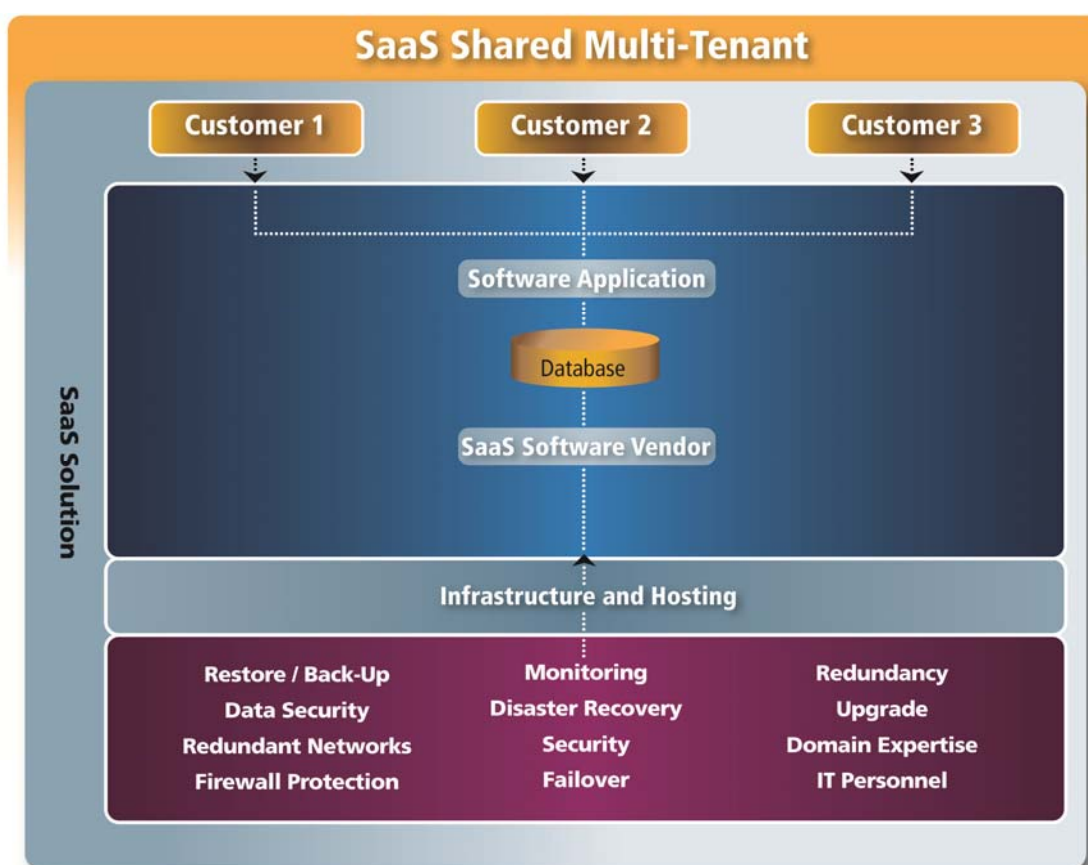 SaaS Shared Multi-Tenant
Customer 1
Customer 2
Customer 3
Software Application
Database
SaaS Software Vendor
SaaS Solution
Infrastructure and Hosting
Restore / Back-Up
Data Security
Redundant Networks
Firewall Protection
Monitoring
Disaster Recovery
Security
Failover
Redundancy
Upgrade
Domain Expertise
IT Personnel